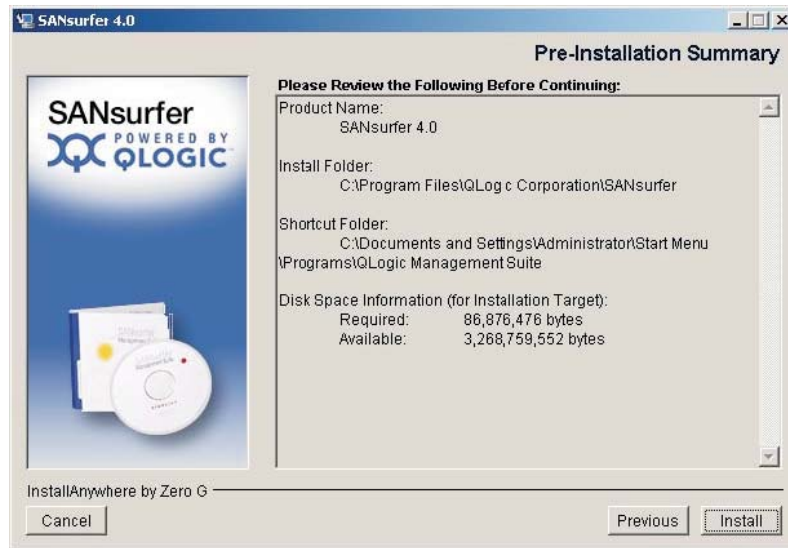 SANsurfer 4.0
Pre-Installation Summary
SANsurfer
POWERED BY
QLOGIC
Please Review the Following Before Continuing:
Product Name:
SANsurfer 4.0
Install Folder:
C:\Program Files\QLog c Corporation\SANsurfer
Shortcut Folder:
C:\Documents and Settings\Administrator\Start Menu
\Programs\QLogic Management Suite
Disk Space Information (for Installation Target):
Required: 86,876,476 bytes
Available: 3,268,759,552 bytes
InstallAnywhere by Zero G
Cancel
Previous
Install